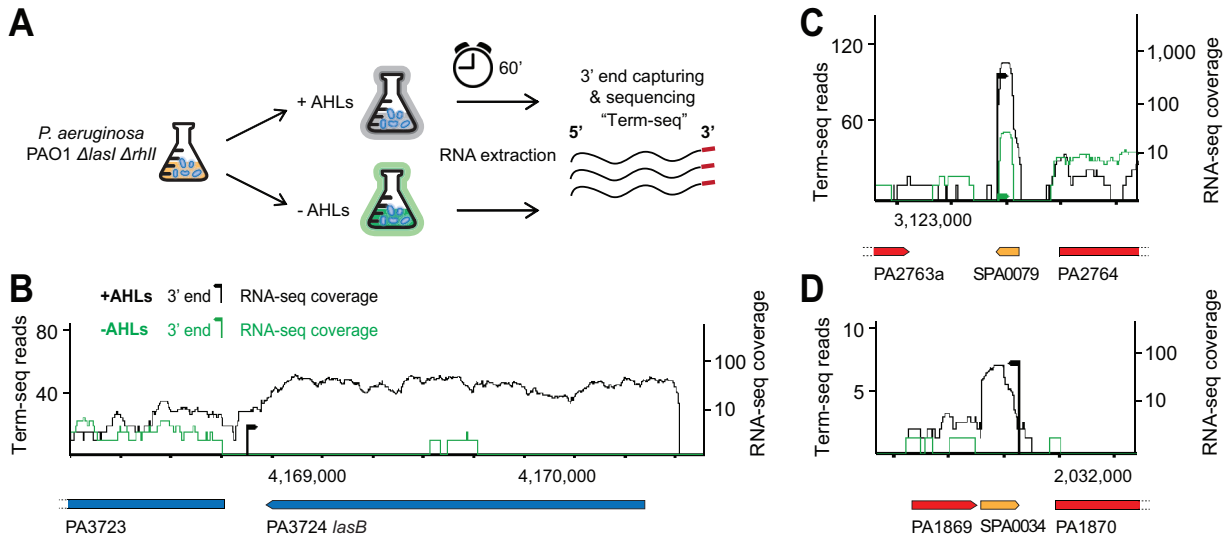 A
P. aeruginosa
PAO1 ΔlasI ΔrhlI
+ AHLs
- AHLs
60’
RNA extraction
3’ end capturing
& sequencing
“Term-seq”
5’ 3’
B
+AHLs 3’ end RNA-seq coverage
-AHLs 3’ end RNA-seq coverage
Term-seq reads
80
40
RNA-seq coverage
100
10
4,169,000 4,170,000
PA3723 PA3724 lasB
C
Term-seq reads
120
60
RNA-seq coverage
1,000
100
10
3,123,000
PA2763a SPA0079 PA2764
D
Term-seq reads
10
5
RNA-seq coverage
100
10
2,032,000
PA1869 SPA0034 PA1870